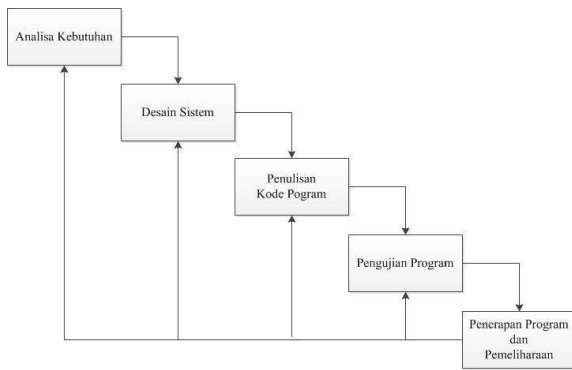 Analisa Kebutuhan
Desain Sistem
Penulisan
Kode Pogram
Pengujian Program
Penerapan Program
dan
Pemeliharaan